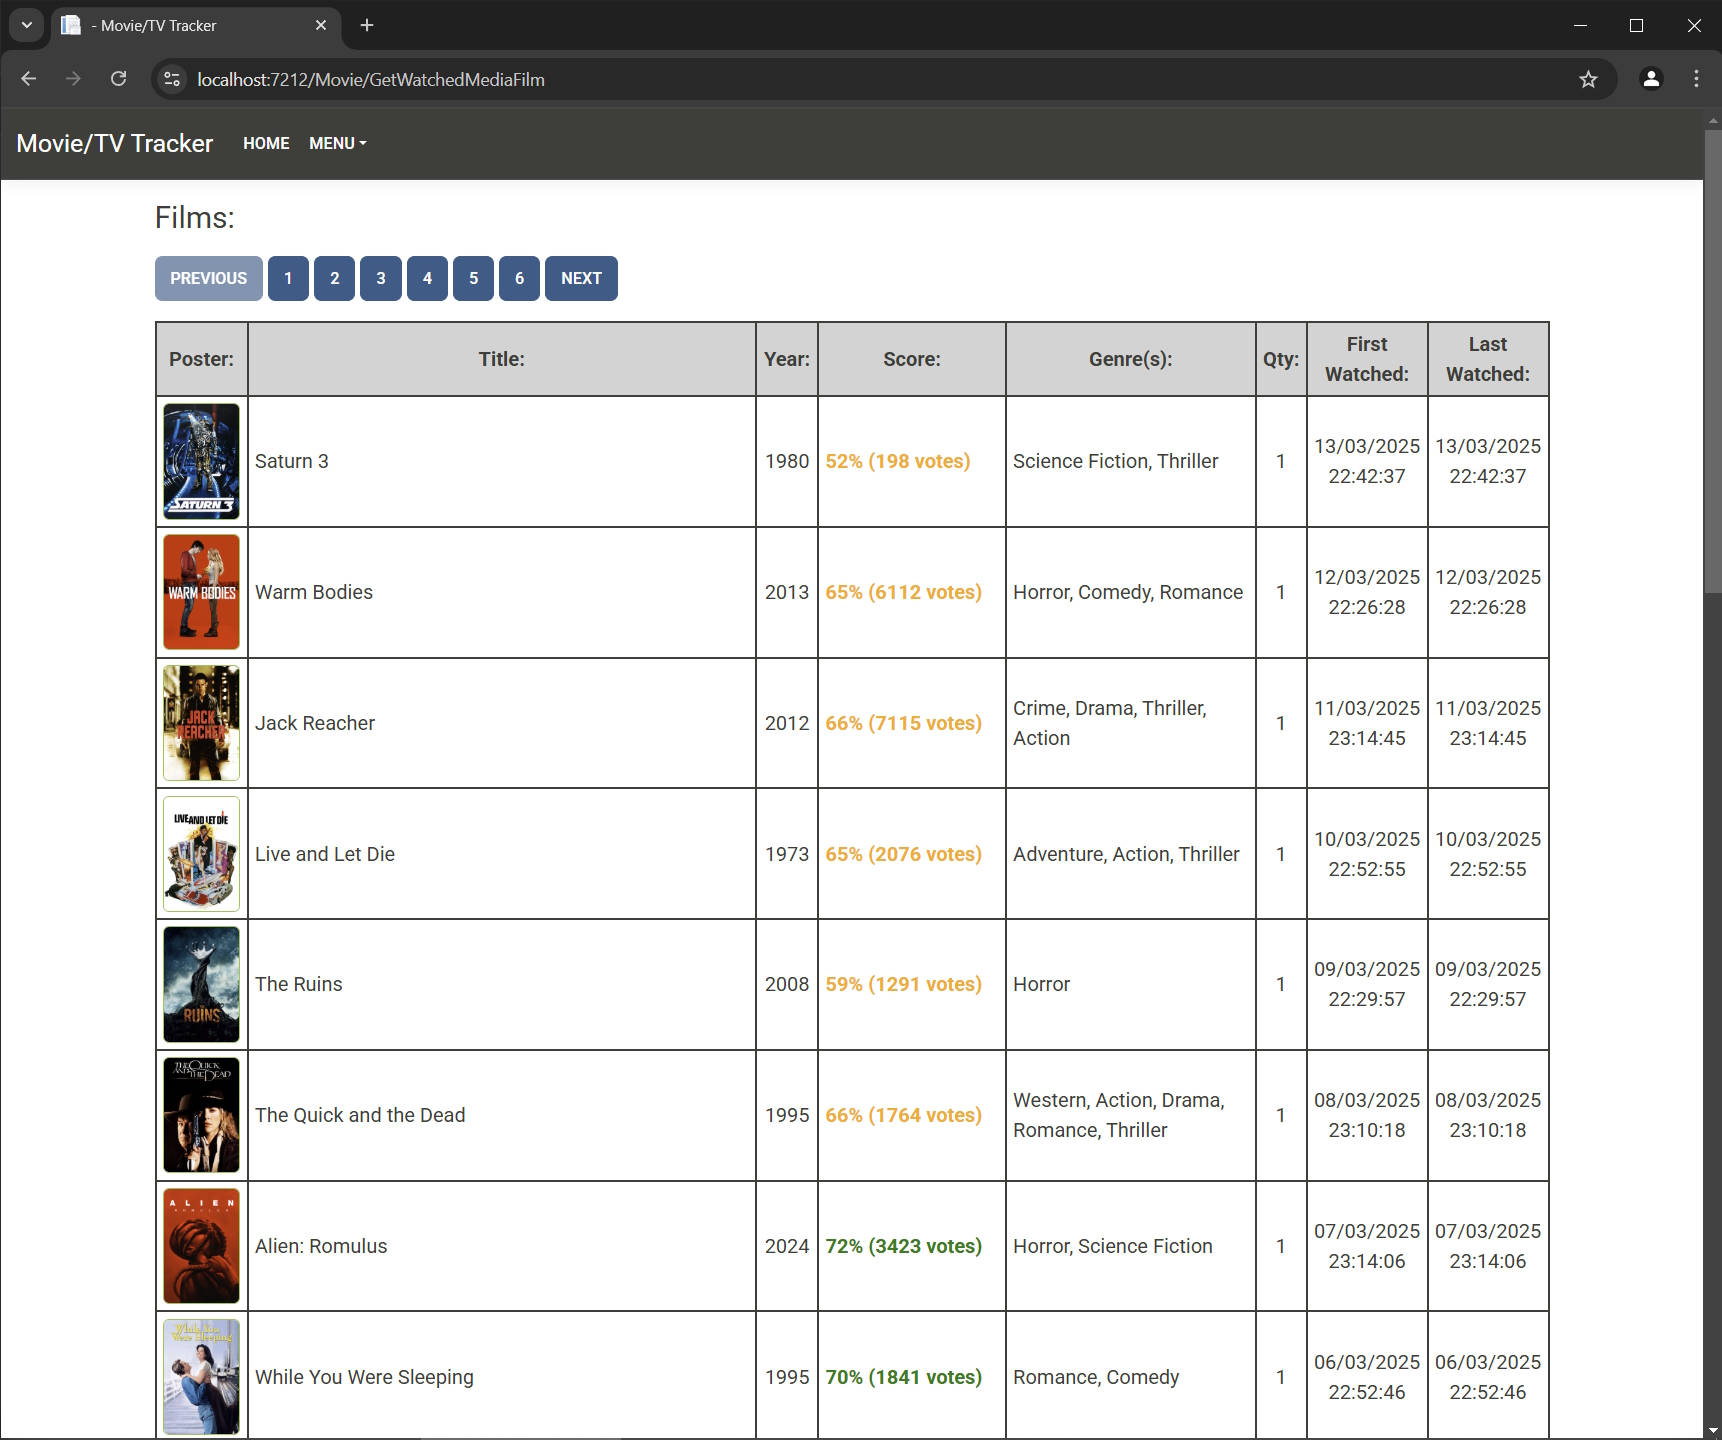 - Movie/TV Tracker
localhost:7212/Movie/GetWatchedMediaFilm
Movie/TV Tracker HOME MENU
Films:
PREVIOUS 1 2 3 4 5 6 NEXT
Poster: Title: Year: Score: Genre(s): Qty: First Watched: Last Watched:
SATURN 3
Saturn 3 1980 52% (198 votes) Science Fiction, Thriller 1 13/03/2025 22:42:37 13/03/2025 22:42:37
WARM BODIES
Warm Bodies 2013 65% (6112 votes) Horror, Comedy, Romance 1 12/03/2025 22:26:28 12/03/2025 22:26:28
JACK REACHER
Jack Reacher 2012 66% (7115 votes) Crime, Drama, Thriller, Action 1 11/03/2025 23:14:45 11/03/2025 23:14:45
LIVE AND LET DIE
Live and Let Die 1973 65% (2076 votes) Adventure, Action, Thriller 1 10/03/2025 22:52:55 10/03/2025 22:52:55
RUINS
The Ruins 2008 59% (1291 votes) Horror 1 09/03/2025 22:29:57 09/03/2025 22:29:57
THE QUICK AND THE DEAD
The Quick and the Dead 1995 66% (1764 votes) Western, Action, Drama, Romance, Thriller 1 08/03/2025 23:10:18 08/03/2025 23:10:18
ALIEN
ROMULUS
Alien: Romulus 2024 72% (3423 votes) Horror, Science Fiction 1 07/03/2025 23:14:06 07/03/2025 23:14:06
While You Were Sleeping
While You Were Sleeping 1995 70% (1841 votes) Romance, Comedy 1 06/03/2025 22:52:46 06/03/2025 22:52:46